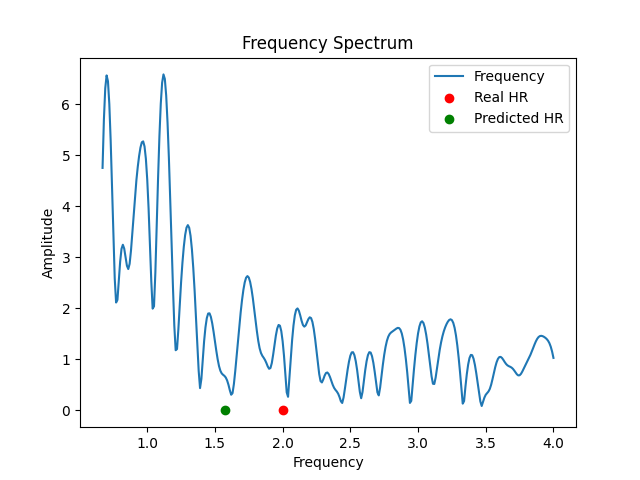 Frequency Spectrum
Frequency
Real HR
Predicted HR
Amplitude
6
5
4
3
2
1
0
1.0 1.5 2.0 2.5 3.0 3.5 4.0
Frequency